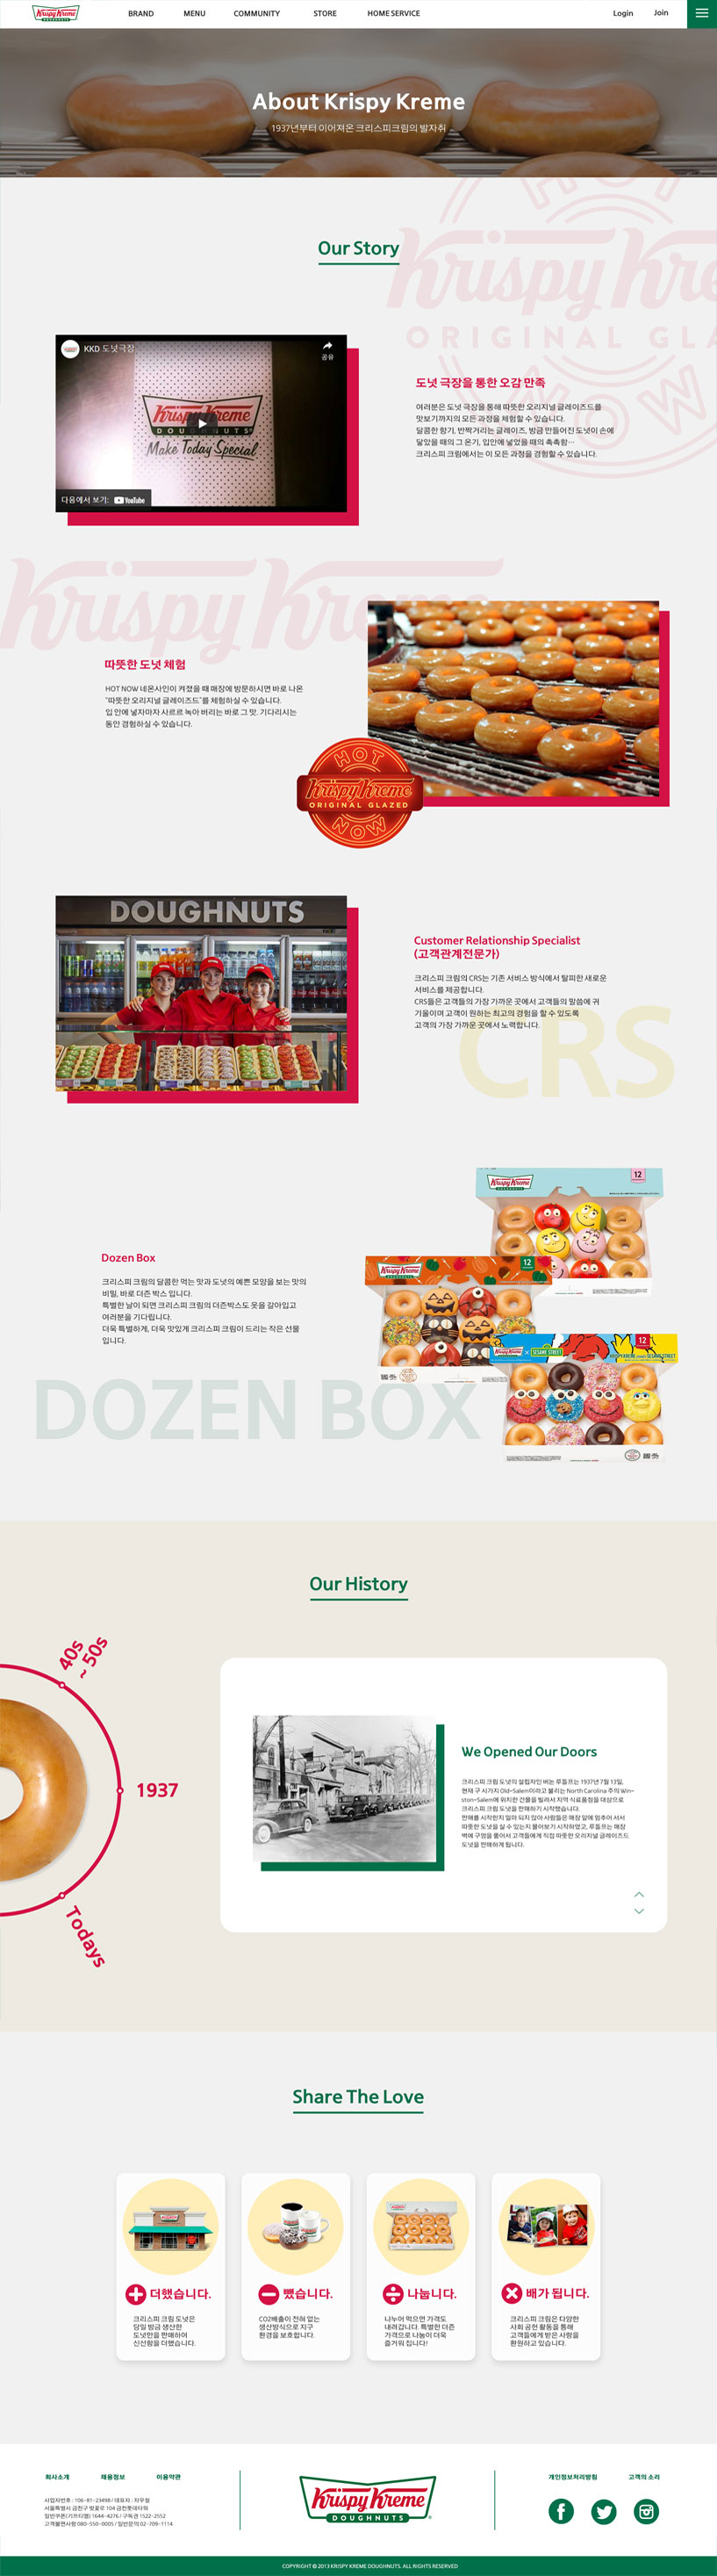 Krispy Kreme
DOUGHNUTS
BRAND
MENU
COMMUNITY
STORE
HOME SERVICE
Login
Join
About Krispy Kreme
1937년부터 이어져온 크리스피크림의 발자취
HOT
Krispy Kre
ORIGINAL GLA
NOW
Our Story
KKD 도넛극장
공유
Krispy Kreme
DOUGHNUTS
Make Today Special
다음에서 보기: YouTube
도넛 극장을 통한 오감 만족
여러분은 도넛 극장을 통해 따뜻한 오리지널 글레이즈드를
맛보기까지의 모든 과정을 체험할 수 있습니다.
달콤한 향기, 반짝거리는 글레이즈, 방금 만들어진 도넛이 손에
닿았을 때의 그 온기, 입안에 넣었을 때의 촉촉함…
크리스피 크림에서는 이 모든 과정을 경험할 수 있습니다.
Krispy Kreme
따뜻한 도넛 체험
HOT NOW 네온사인이 켜졌을 때 매장에 방문하시면 바로 나온
"따뜻한 오리지널 글레이즈드"를 체험하실 수 있습니다.
입 안에 넣자마자 사르르 녹아 버리는 바로 그 맛. 기다리시는
동안 경험하실 수 있습니다.
HOT
Krispy Kreme
ORIGINAL GLAZED
NOW
DOUGHNUTS
Customer Relationship Specialist
(고객관계전문가)
크리스피 크림의 CRS는 기존 서비스 방식에서 탈피한 새로운
서비스를 제공합니다.
CRS들은 고객들의 가장 가까운 곳에서 고객들의 말씀에 귀
기울이며 고객이 원하는 최고의 경험을 할 수 있도록
고객의 가장 가까운 곳에서 노력합니다.
CRS
Krispy Kreme
12
Dozen Box
크리스피 크림의 달콤한 먹는 맛과 도넛의 예쁜 모양을 보는 맛의
비밀, 바로 더즌 박스 입니다.
특별한 날이 되면 크리스피 크림의 더즌박스도 옷을 갈아입고
여러분을 기다립니다.
더욱 특별하게, 더욱 맛있게 크리스피 크림이 드리는 작은 선물
입니다.
Krispy Kreme
12
Krispy Kreme
SESAME STREET
12
DOZEN BOX
Our History
40s
~ 50s
1937
Todays
We Opened Our Doors
크리스피 크림 도넛의 설립자인 버논 루돌프는 1937년 7월 13일,
현재 구 시가지 Old-Salem이라고 불리는 North Carolina 주의 Win-
ston-Salem에 위치한 건물을 빌려서 지역 식료품점을 대상으로
크리스피 크림 도넛을 판매하기 시작했습니다.
판매를 시작한지 얼마 되지 않아 사람들은 매장 앞에 멈추어 서서
따뜻한 도넛을 살 수 있는지 물어보기 시작하였고, 루돌프는 매장
벽에 구멍을 뚫어서 고객들에게 직접 따뜻한 오리지널 글레이즈드
도넛을 판매하게 됩니다.
Share The Love
더했습니다.
크리스피 크림 도넛은
당일 방금 생산한
도넛만을 판매하여
신선함을 더했습니다.
뺐습니다.
CO2배출이 전혀 없는
생산방식으로 지구
환경을 보호합니다.
나눕니다.
나누어 먹으면 가격도
내려갑니다. 특별한 더즌
가격으로 나눔이 더욱
즐거워 집니다!
배가 됩니다.
크리스피 크림은 다양한
사회 공헌 활동을 통해
고객들에게 받은 사랑을
환원하고 있습니다.
회사소개
채용정보
이용약관
사업자번호 : 106-81-23498 / 대표자 : 차우철
서울특별시 금천구 벚꽃로 104 금천롯데타워
일반쿠폰(기프티엠) 1644-4276 / 구독권 1522-2552
고객불편사항 080-550-0005 / 일반문의 02-709-1114
Krispy Kreme
DOUGHNUTS
개인정보처리방침
고객의 소리
COPYRIGHT © 2013 KRISPY KREME DOUGHNUTS. ALL RIGHTS RESERVED